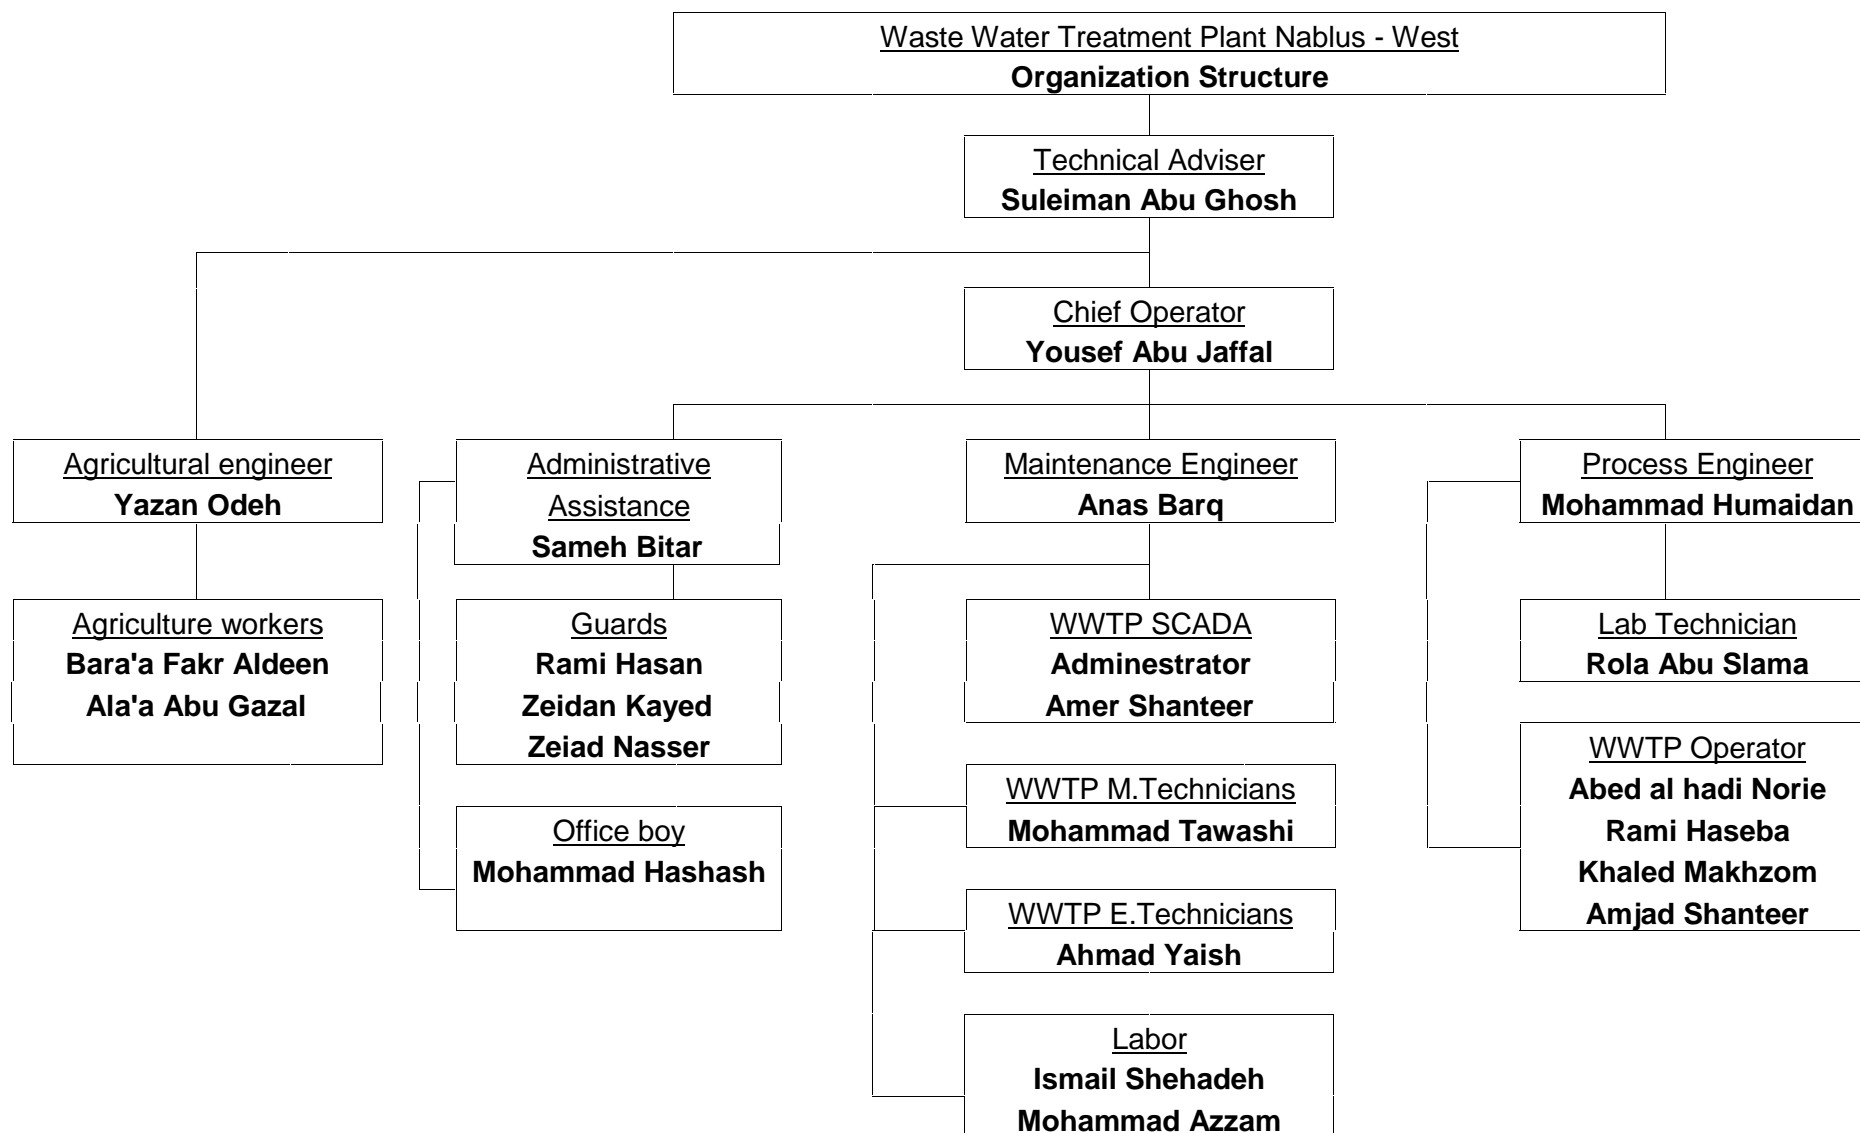 Waste Water Treatment Plant Nablus - West
Organization Structure
Technical Adviser
Suleiman Abu Ghosh
Chief Operator
Yousef Abu Jaffal
Agricultural engineer
Yazan Odeh
Agriculture workers
Bara'a Fakr Aldeen
Ala'a Abu Gazal
Administrative
Assistance
Sameh Bitar
Guards
Rami Hasan
Zeidan Kayed
Zeiad Nasser
Office boy
Mohammad Hashash
Maintenance Engineer
Anas Barq
WWTP SCADA
Adminestrator
Amer Shanteer
WWTP M.Technicians
Mohammad Tawashi
WWTP E.Technicians
Ahmad Yaish
Labor
Ismail Shehadeh
Mohammad Azzam
Process Engineer
Mohammad Humaidan
Lab Technician
Rola Abu Slama
WWTP Operator
Abed al hadi Norie
Rami Haseba
Khaled Makhzom
Amjad Shanteer